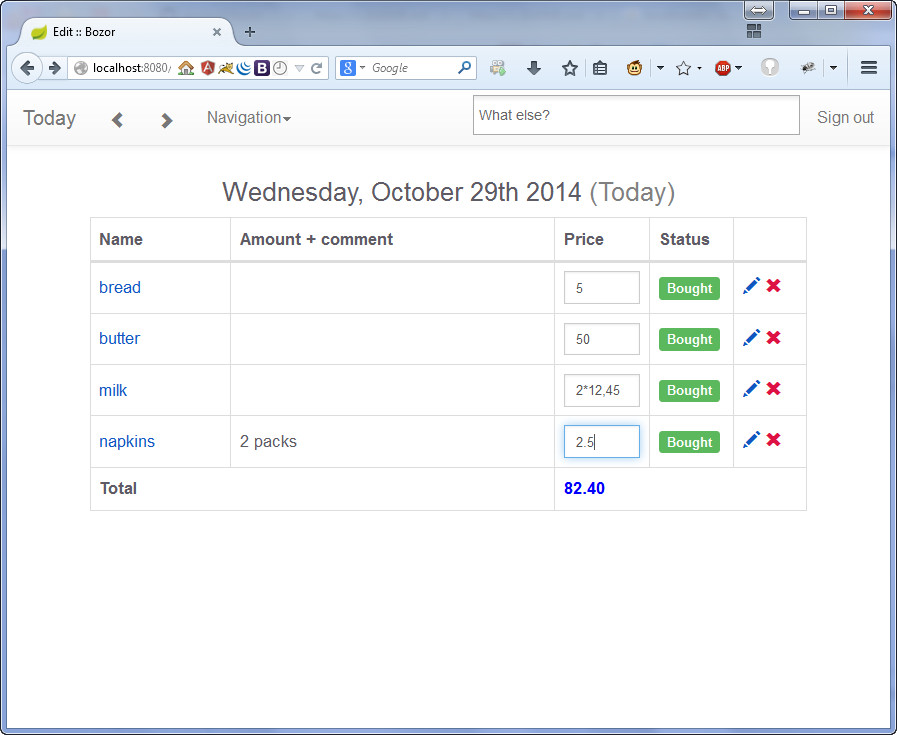 Edit :: Bozor
localhost:8080/
8 Google
ABP
Today Navigation What else? Sign out
Wednesday, October 29th 2014 (Today)
Name Amount + comment Price Status
bread 5 Bought
butter 50 Bought
milk 2*12,45 Bought
napkins 2 packs 2.5 Bought
Total 82.40